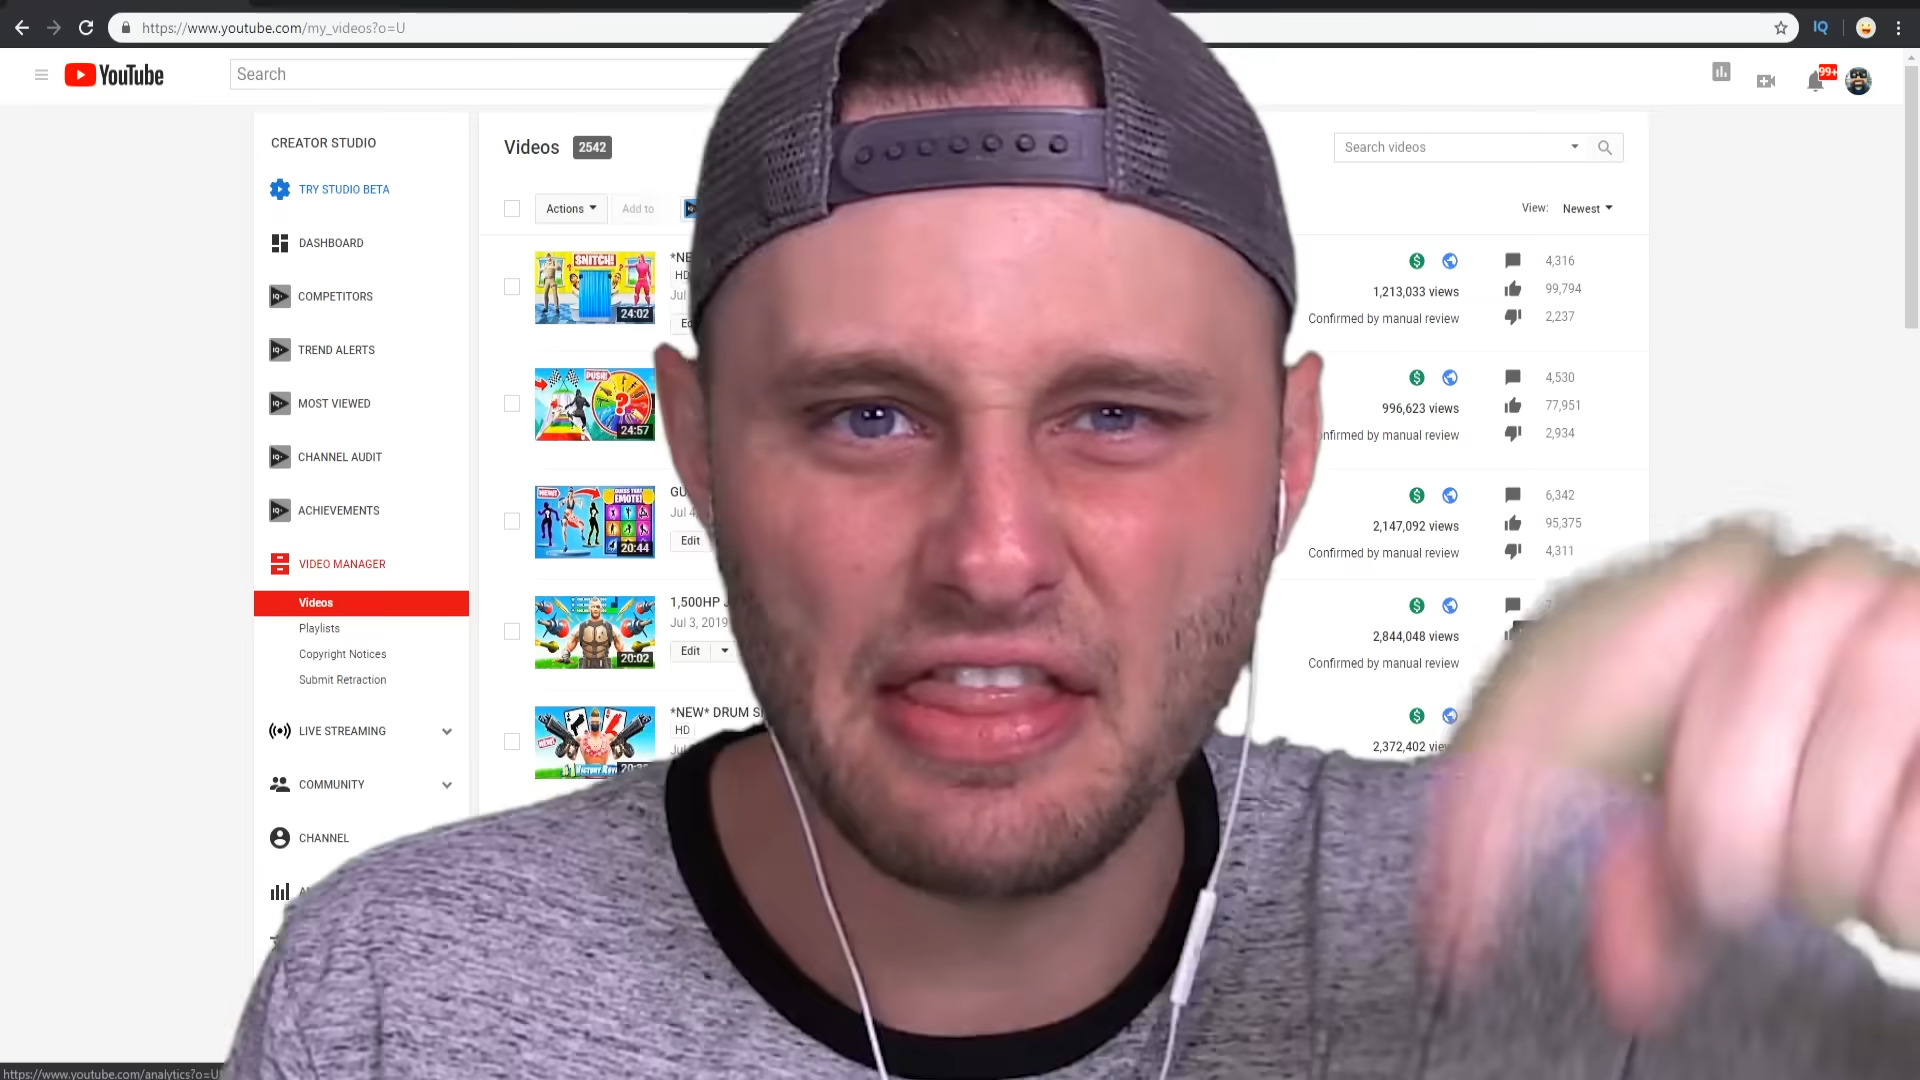 https://www.youtube.com/my_videos?o=U
IQ
YouTube
Search
99+
CREATOR STUDIO
Videos 2542
Search videos
TRY STUDIO BETA
Actions
Add to
View: Newest
DASHBOARD
COMPETITORS
TREND ALERTS
MOST VIEWED
CHANNEL AUDIT
ACHIEVEMENTS
VIDEO MANAGER
Videos
Playlists
Copyright Notices
Submit Retraction
LIVE STREAMING
COMMUNITY
CHANNEL
SNITCH!
24:02
HD
Jul
1,213,033 views
Confirmed by manual review
4,316
99,794
2,237
PUSH!
24:57
996,623 views
by manual review
4,530
77,951
2,934
NEW!
GUESS THAT EMOTE!
20:44
Jul 4
Edit
2,147,092 views
Confirmed by manual review
6,342
95,375
4,311
20:02
1,500HP
Jul 3, 2019
Edit
2,844,048 views
Confirmed by manual review
*NEW* DRUM
HD
2,372,402
https://www.youtube.com/analytics?o=U